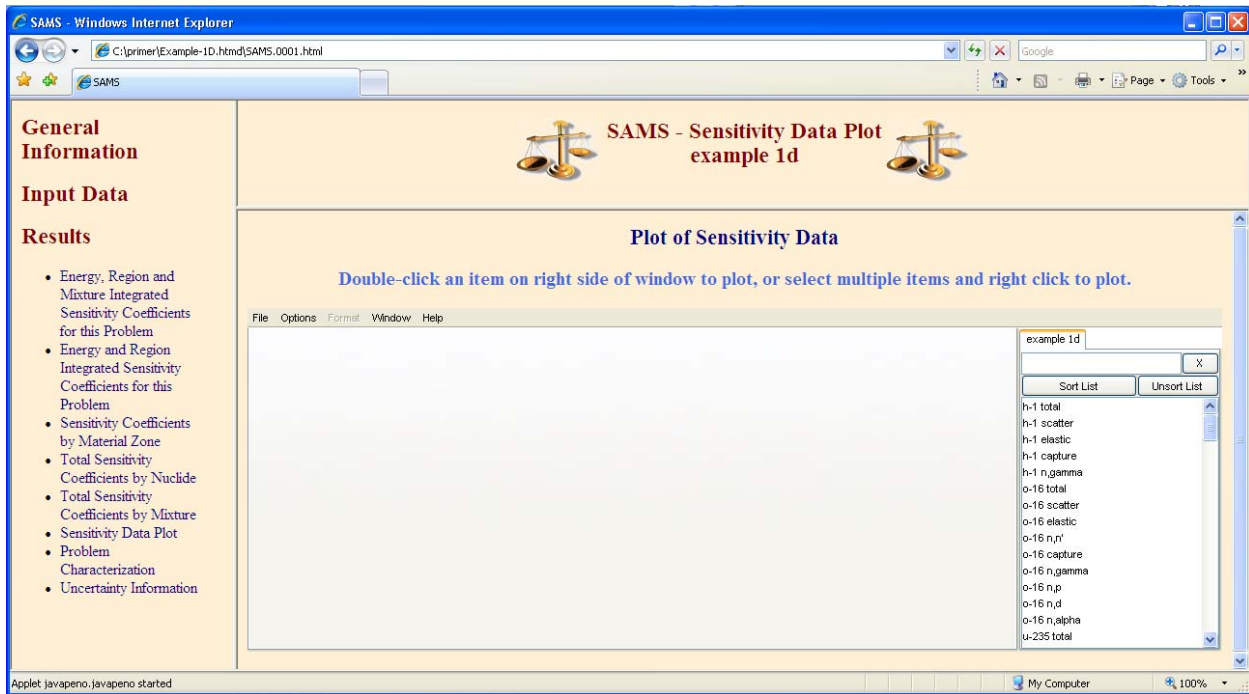 SAMS - Windows Internet Explorer
C:\primer\Example-1D.htmd\SAMS.0001.html
Google
SAMS
Page
Tools
»
General
Information
Input Data
Results
• Energy, Region and
Mixture Integrated
Sensitivity Coefficients
for this Problem
• Energy and Region
Integrated Sensitivity
Coefficients for this
Problem
• Sensitivity Coefficients
by Material Zone
• Total Sensitivity
Coefficients by Nuclide
• Total Sensitivity
Coefficients by Mixture
• Sensitivity Data Plot
• Problem
Characterization
• Uncertainty Information
SAMS - Sensitivity Data Plot
example 1d
Plot of Sensitivity Data
Double-click an item on right side of window to plot, or select multiple items and right click to plot.
File Options Format Window Help
example 1d
X
Sort List Unsort List
h-1 total
h-1 scatter
h-1 elastic
h-1 capture
h-1 n,gamma
o-16 total
o-16 scatter
o-16 elastic
o-16 n,n'
o-16 capture
o-16 n,gamma
o-16 n,p
o-16 n,d
o-16 n,alpha
u-235 total
Applet javapeno.javapeno started
My Computer
100%